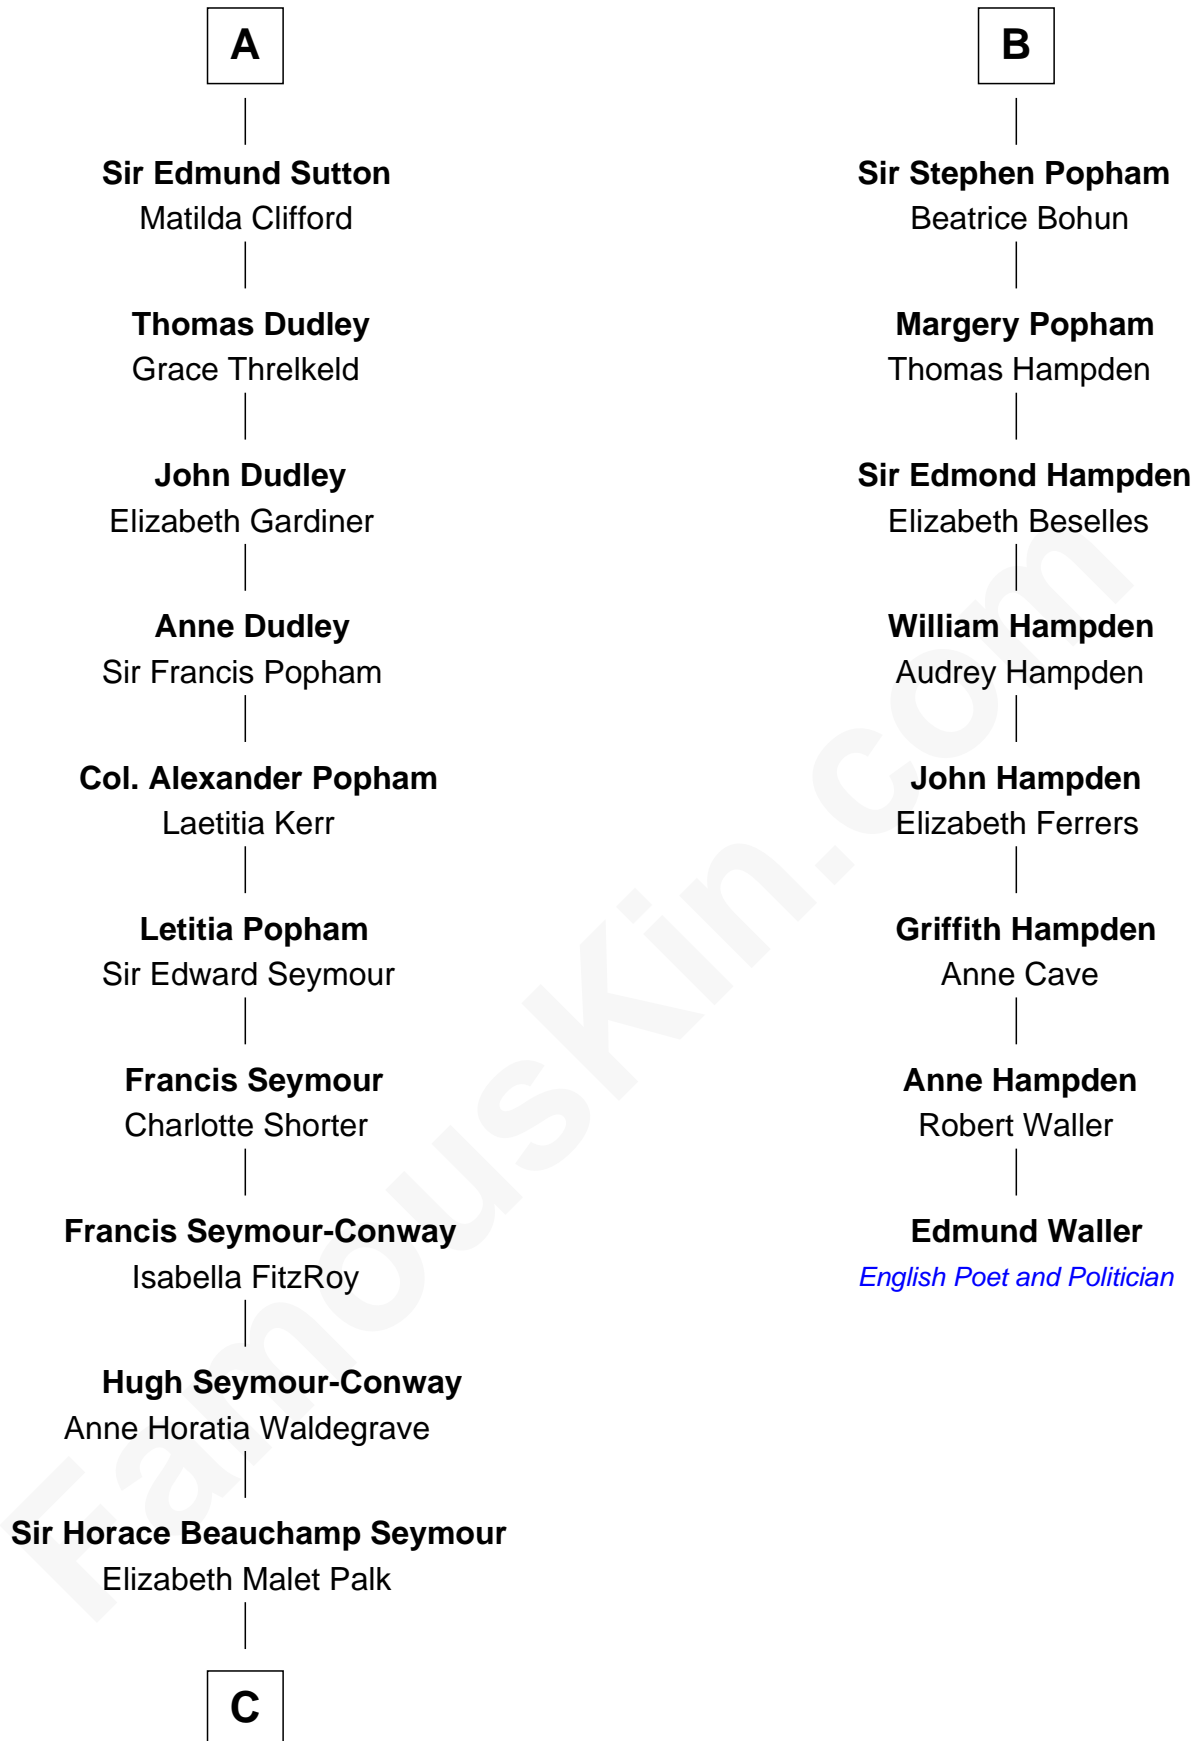 A
Sir Edmund Sutton
Matilda Clifford
Thomas Dudley
Grace Threlkeld
John Dudley
Elizabeth Gardiner
Anne Dudley
Sir Francis Popham
Col. Alexander Popham
Laetitia Kerr
Letitia Popham
Sir Edward Seymour
Francis Seymour
Charlotte Shorter
Francis Seymour-Conway
Isabella FitzRoy
Hugh Seymour-Conway
Anne Horatia Waldegrave
Sir Horace Beauchamp Seymour
Elizabeth Malet Palk
C
B
Sir Stephen Popham
Beatrice Bohun
Margery Popham
Thomas Hampden
Sir Edmond Hampden
Elizabeth Beselles
William Hampden
Audrey Hampden
John Hampden
Elizabeth Ferrers
Griffith Hampden
Anne Cave
Anne Hampden
Robert Waller
Edmund Waller
English Poet and Politician
FamousKin.com